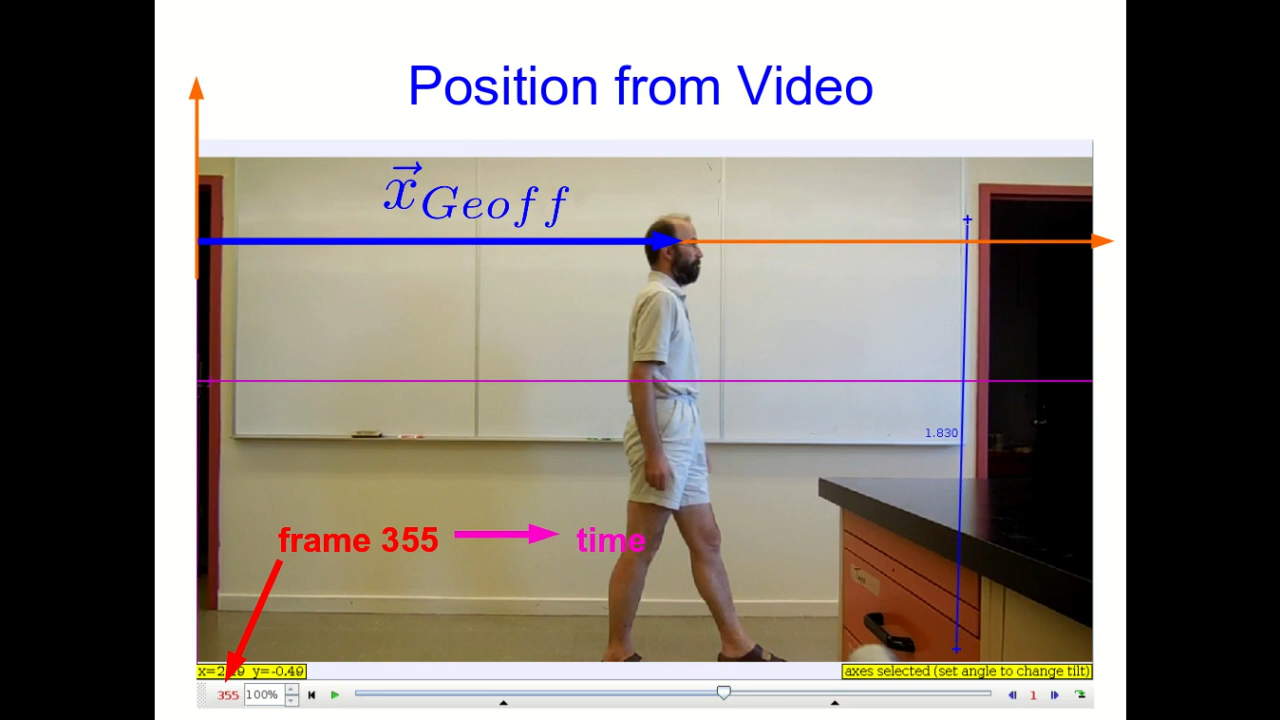 Position from Video
x⃗Geoff
1.830
frame 355
time
y=-0.49
axes selected (set angle to change tilt)
355
100%
1